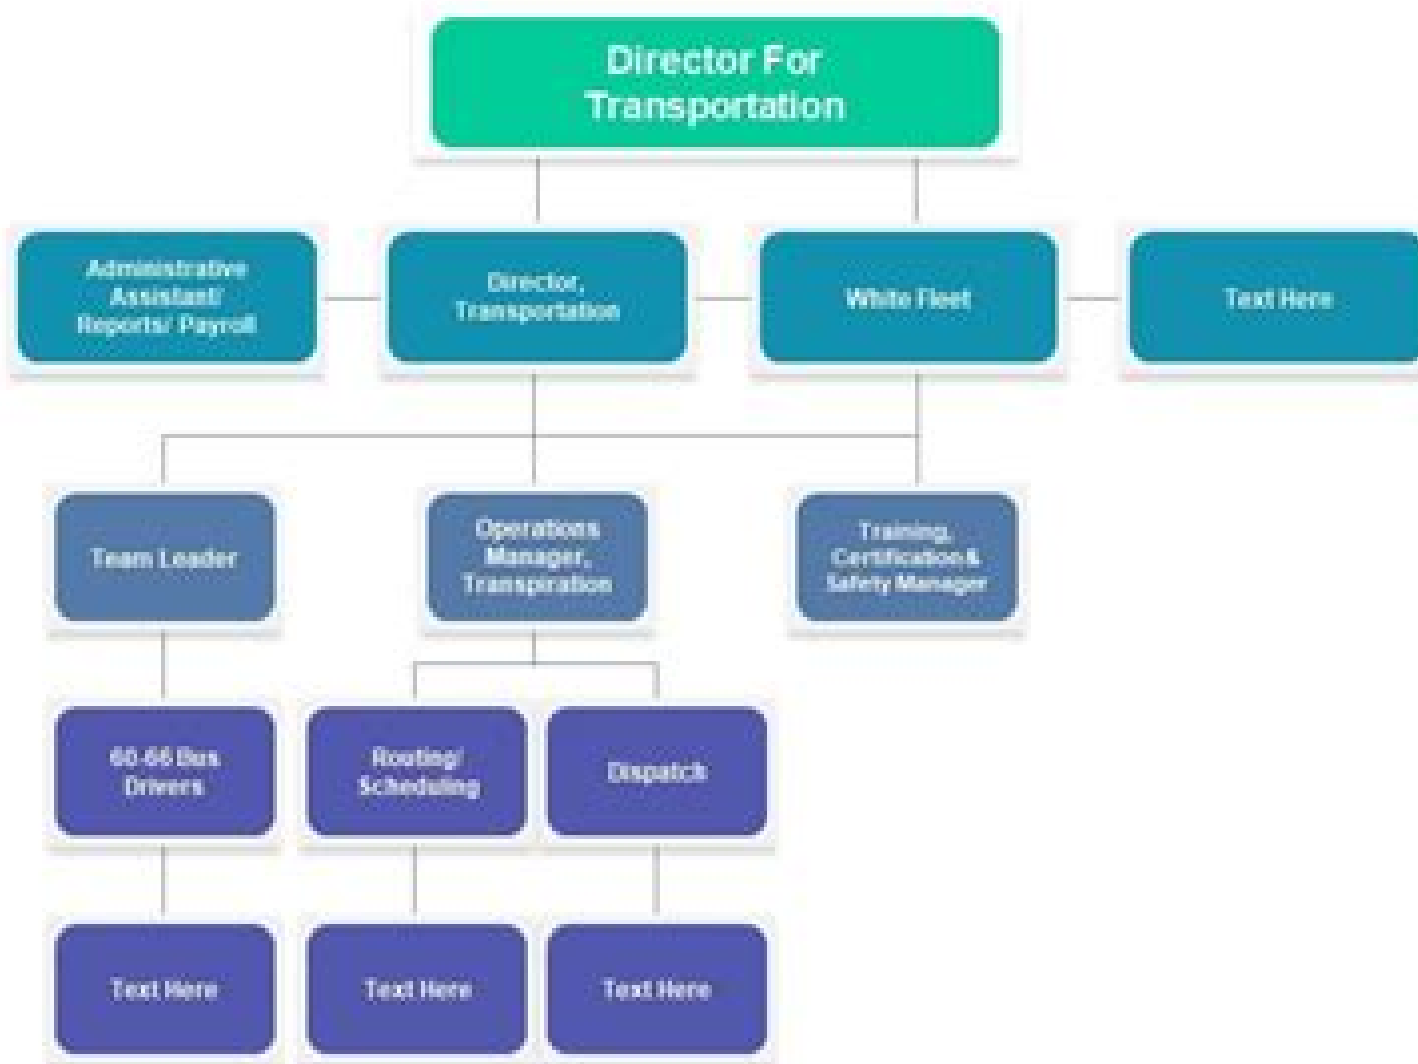 Director For
Transportation
Administrative
Assistant/
Reports/ Payroll
Director,
Transportation
White Fleet
Text Here
Team Leader
Operations
Manager,
Transpiration
Training,
Certification &
Safety Manager
60-66 Bus
Drivers
Routing/
Scheduling
Dispatch
Text Here
Text Here
Text Here